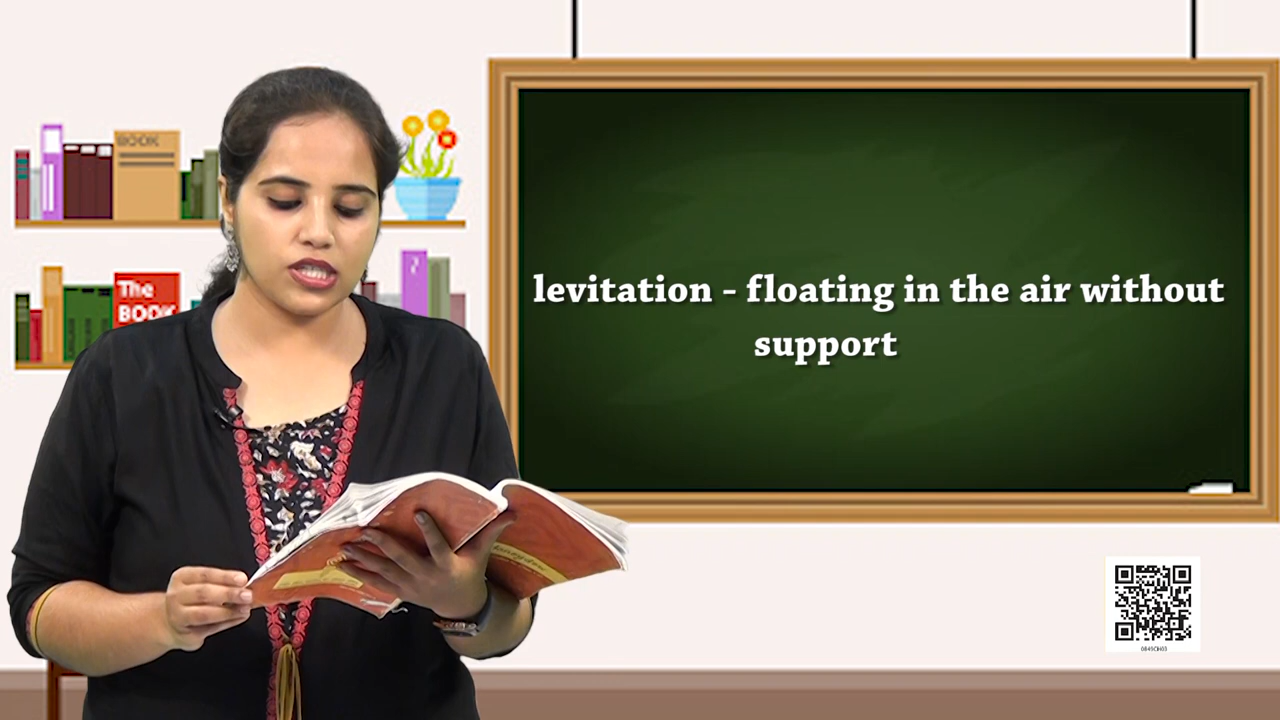 levitation - floating in the air without
support
BOOK
The
BOOK